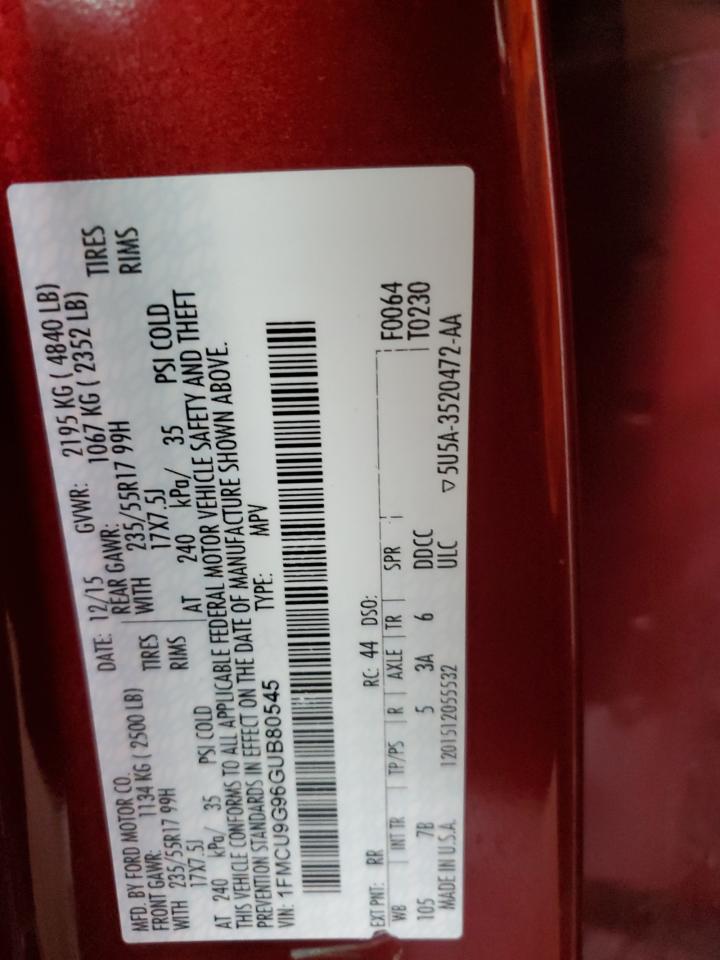 MFD. BY FORD MOTOR CO. DATE: 12/15 GVWR: 2195 KG ( 4840 LB)
FRONT GAWR: 1134 KG ( 2500 LB) REAR GAWR: 1067 KG ( 2352 LB)
WITH 235/55R17 99H TIRES WITH 235/55R17 99H TIRES
17X7.5J RIMS 17X7.5J RIMS
AT 240 kPa/ 35 PSI COLD AT 240 kPa/ 35 PSI COLD
THIS VEHICLE CONFORMS TO ALL APPLICABLE FEDERAL MOTOR VEHICLE SAFETY AND THEFT
PREVENTION STANDARDS IN EFFECT ON THE DATE OF MANUFACTURE SHOWN ABOVE.
VIN: 1FMCU9G96GUB80545 TYPE: MPV
EXT PNT: RR RC: 44 DSO:
WB INT TR TP/PS R AXLE TR SPR F0064
105 7B 5 3A 6 DDCC T0230
MADE IN U.S.A. 1201512055532 ULC ▽5U5A-3520472-AA